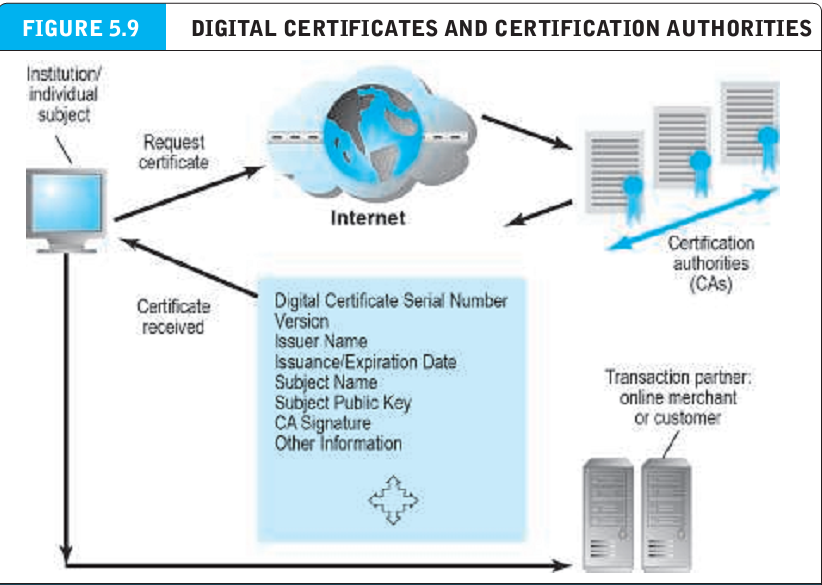 FIGURE 5.9
DIGITAL CERTIFICATES AND CERTIFICATION AUTHORITIES
Institution/
individual
subject
Request
certificate
Internet
Certification
authorities
(CAs)
Certificate
received
Digital Certificate Serial Number
Version
Issuer Name
Issuance/Expiration Date
Subject Name
Subject Public Key
CA Signature
Other Information
Transaction partner:
online merchant
or customer